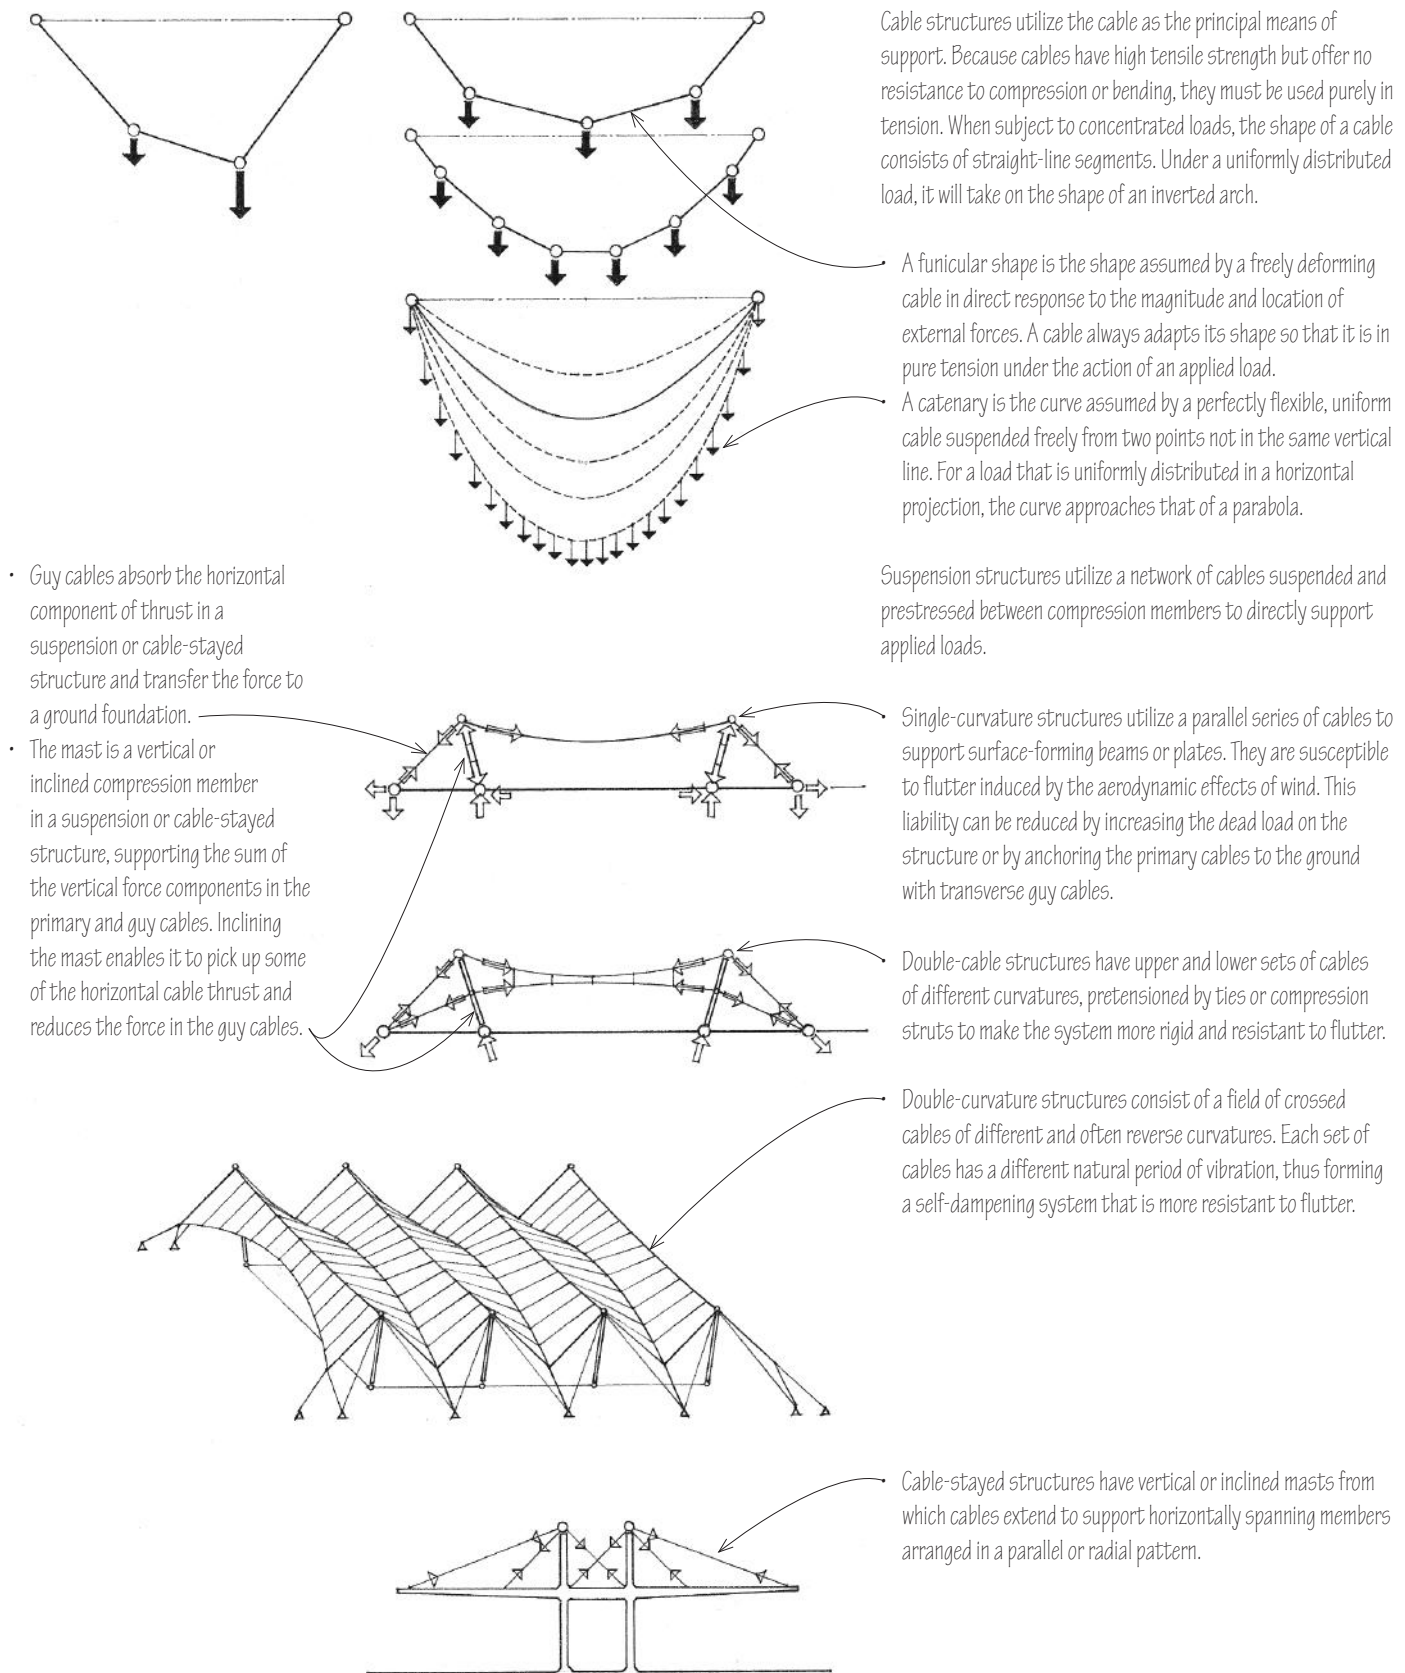 Cable structures utilize the cable as the principal means of
support. Because cables have high tensile strength but offer no
resistance to compression or bending, they must be used purely in
tension. When subject to concentrated loads, the shape of a cable
consists of straight-line segments. Under a uniformly distributed
load, it will take on the shape of an inverted arch.
• A funicular shape is the shape assumed by a freely deforming
cable in direct response to the magnitude and location of
external forces. A cable always adapts its shape so that it is in
pure tension under the action of an applied load.
• A catenary is the curve assumed by a perfectly flexible, uniform
cable suspended freely from two points not in the same vertical
line. For a load that is uniformly distributed in a horizontal
projection, the curve approaches that of a parabola.
• Guy cables absorb the horizontal
component of thrust in a
suspension or cable-stayed
structure and transfer the force to
a ground foundation.
• The mast is a vertical or
inclined compression member
in a suspension or cable-stayed
structure, supporting the sum of
the vertical force components in the
primary and guy cables. Inclining
the mast enables it to pick up some
of the horizontal cable thrust and
reduces the force in the guy cables.
Suspension structures utilize a network of cables suspended and
prestressed between compression members to directly support
applied loads.
• Single-curvature structures utilize a parallel series of cables to
support surface-forming beams or plates. They are susceptible
to flutter induced by the aerodynamic effects of wind. This
liability can be reduced by increasing the dead load on the
structure or by anchoring the primary cables to the ground
with transverse guy cables.
• Double-cable structures have upper and lower sets of cables
of different curvatures, pretensioned by ties or compression
struts to make the system more rigid and resistant to flutter.
• Double-curvature structures consist of a field of crossed
cables of different and often reverse curvatures. Each set of
cables has a different natural period of vibration, thus forming
a self-dampening system that is more resistant to flutter.
• Cable-stayed structures have vertical or inclined masts from
which cables extend to support horizontally spanning members
arranged in a parallel or radial pattern.